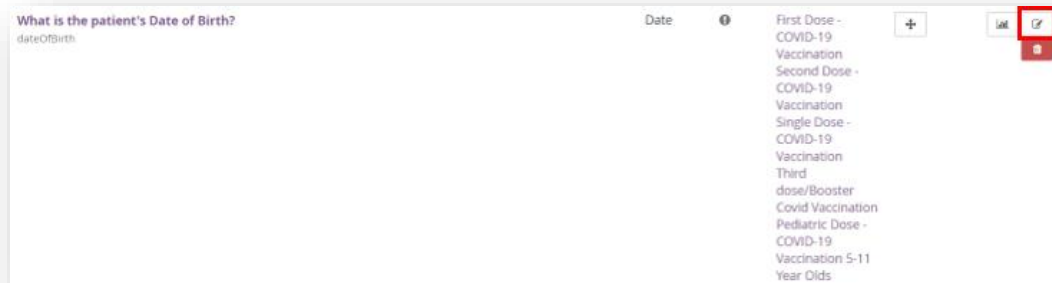 What is the patient's Date of Birth?
dateOfBirth
Date
First Dose -
COVID-19
Vaccination
Second Dose -
COVID-19
Vaccination
Single Dose -
COVID-19
Vaccination
Third
dose/Booster
Covid Vaccination
Pediatric Dose -
COVID-19
Vaccination 5-11
Year Olds